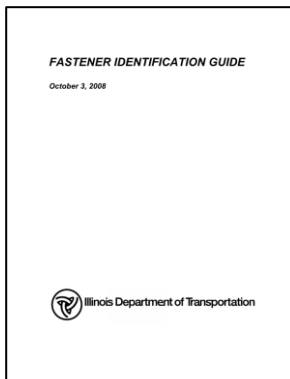 FASTENER IDENTIFICATION GUIDE
October 3, 2008
Illinois Department of Transportation